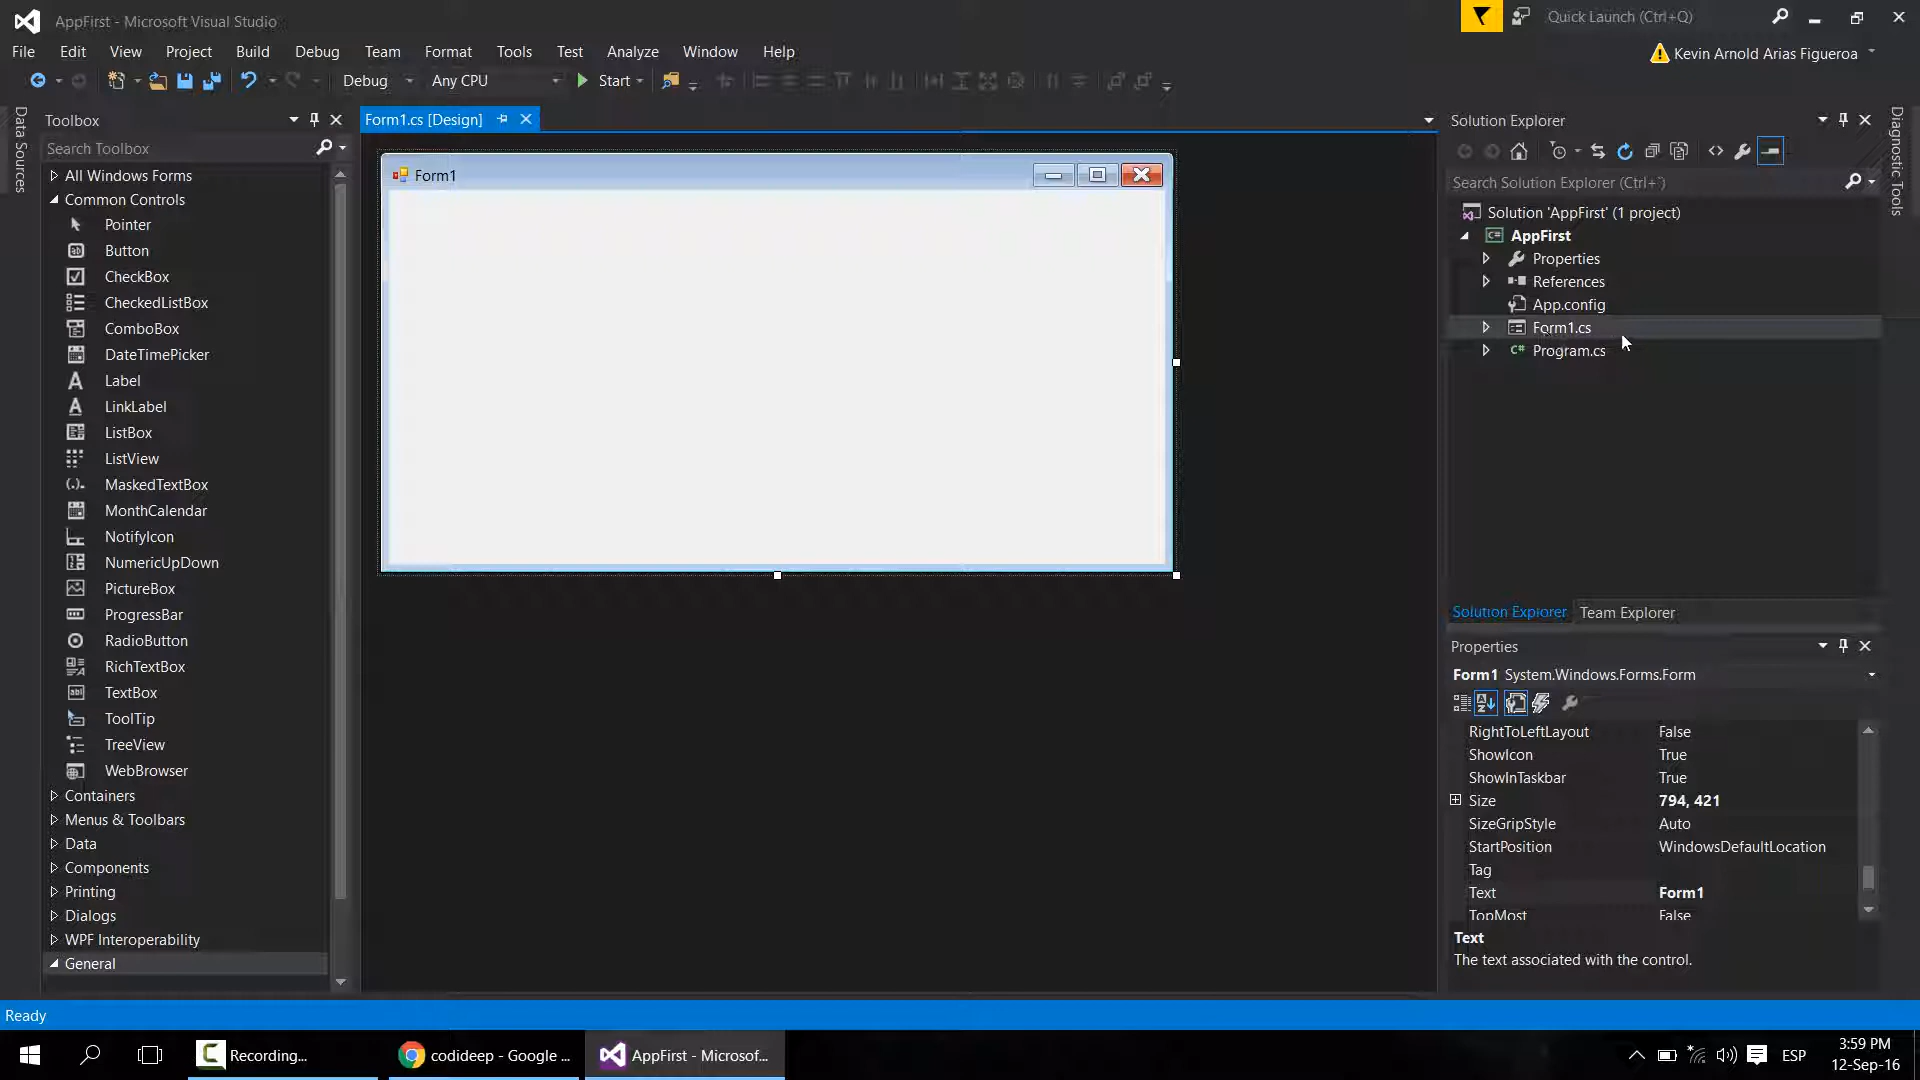 AppFirst - Microsoft Visual Studio
Quick Launch (Ctrl+Q)
File Edit View Project Build Debug Team Format Tools Test Analyze Window Help
Kevin Arnold Arias Figueroa
Debug Any CPU Start
Data Sources
Toolbox
Search Toolbox
All Windows Forms
Common Controls
Pointer
Button
CheckBox
CheckedListBox
ComboBox
DateTimePicker
Label
LinkLabel
ListBox
ListView
MaskedTextBox
MonthCalendar
NotifyIcon
NumericUpDown
PictureBox
ProgressBar
RadioButton
RichTextBox
TextBox
ToolTip
TreeView
WebBrowser
Containers
Menus & Toolbars
Data
Components
Printing
Dialogs
WPF Interoperability
General
Form1.cs [Design]
Form1
Solution Explorer
Search Solution Explorer (Ctrl+¨)
Solution 'AppFirst' (1 project)
AppFirst
Properties
References
App.config
Form1.cs
Program.cs
Solution Explorer Team Explorer
Diagnostic Tools
Properties
Form1 System.Windows.Forms.Form
RightToLeftLayout False
ShowIcon True
ShowInTaskbar True
Size 794, 421
SizeGripStyle Auto
StartPosition WindowsDefaultLocation
Tag
Text Form1
TopMost False
Text
The text associated with the control.
Ready
Recording...
codideep - Google ...
AppFirst - Microsof...
ESP
3:59 PM
12-Sep-16